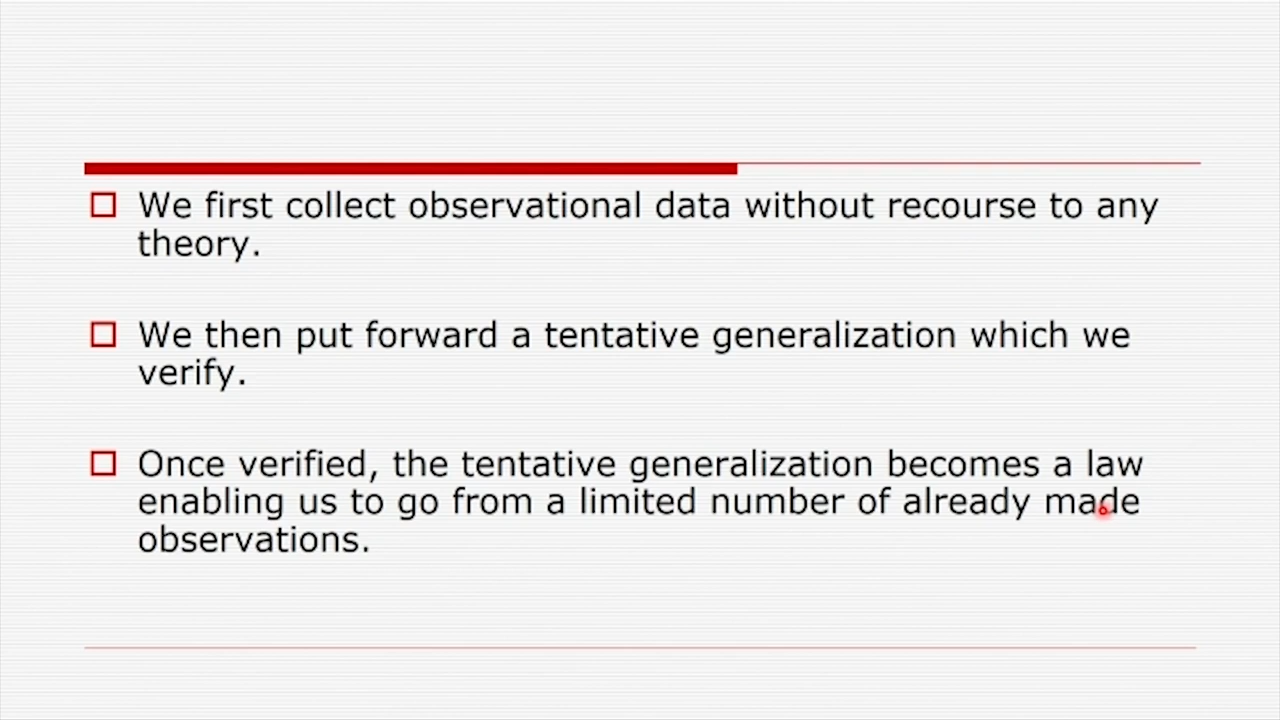 We first collect observational data without recourse to any
theory.
We then put forward a tentative generalization which we
verify.
Once verified, the tentative generalization becomes a law
enabling us to go from a limited number of already made
observations.